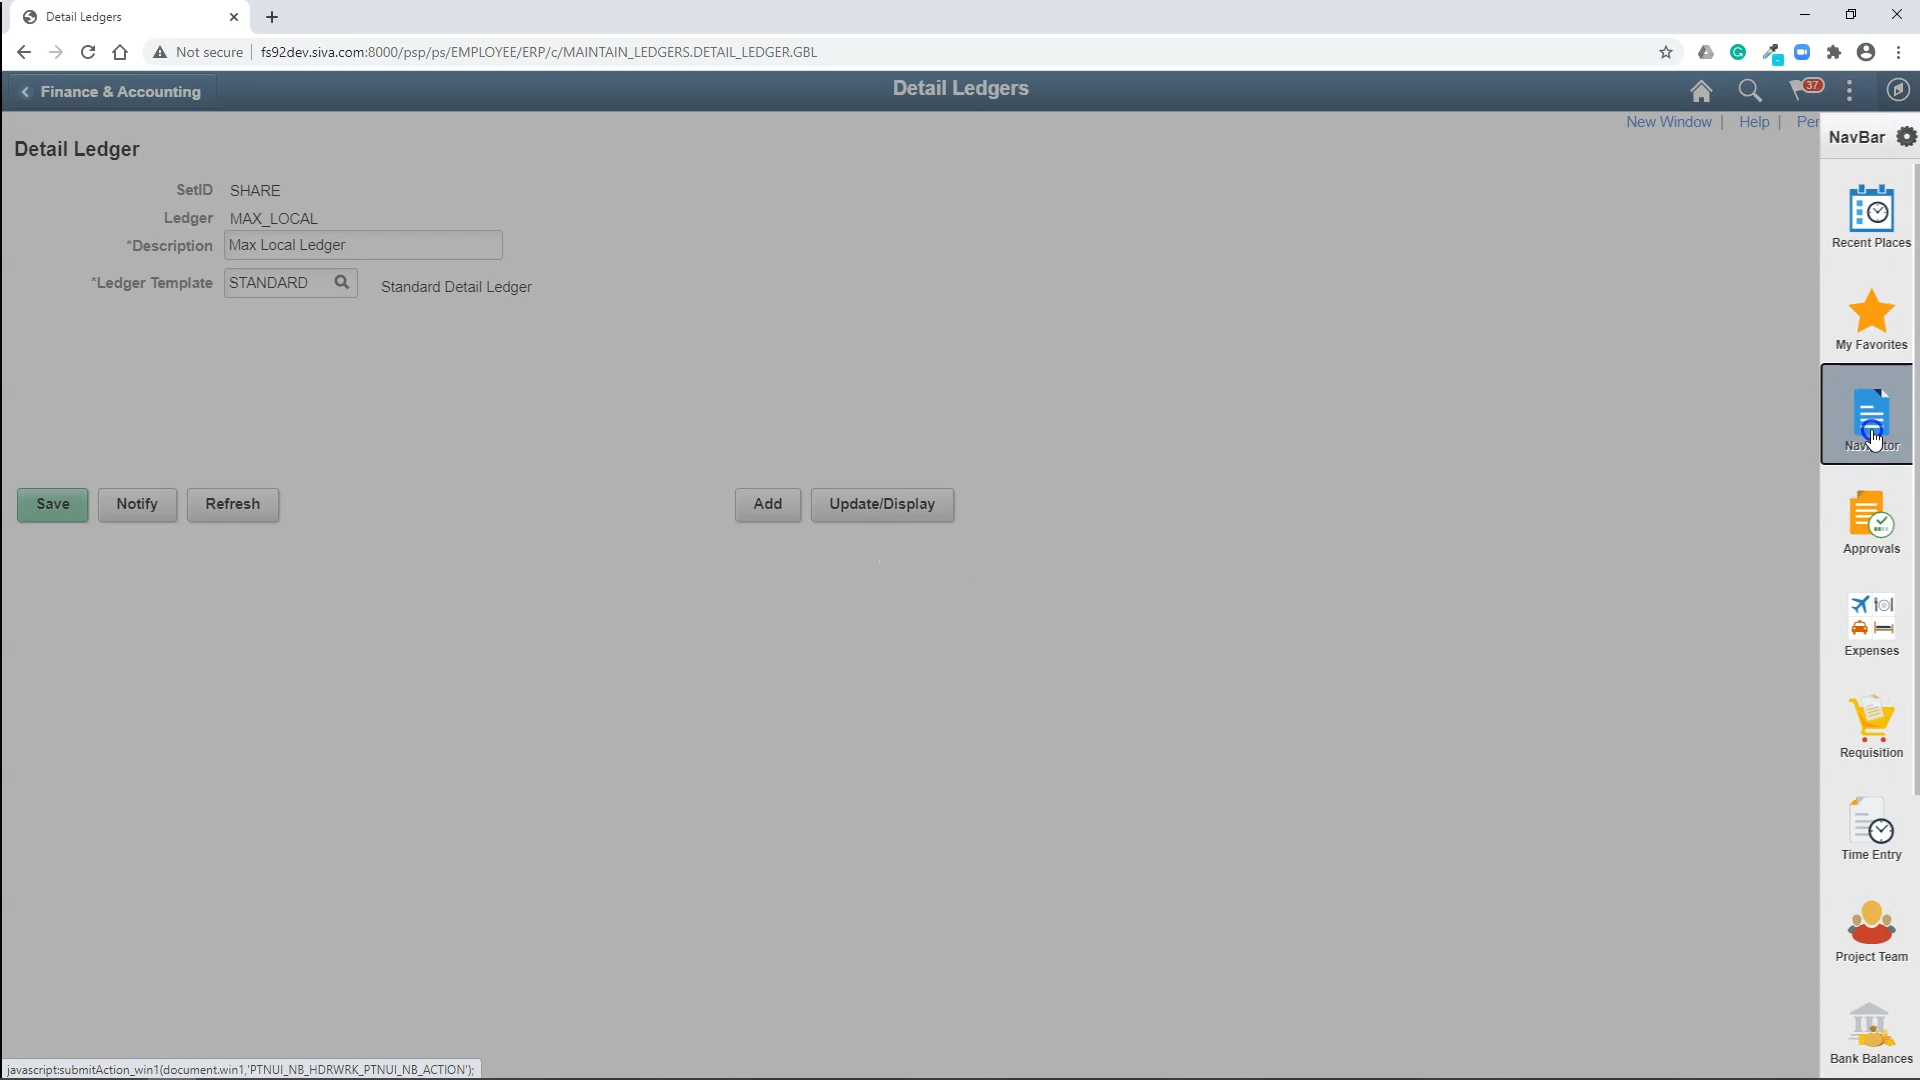 Detail Ledgers
Not secure fs92dev.siva.com:8000/psp/ps/EMPLOYEE/ERP/c/MAINTAIN_LEDGERS.DETAIL_LEDGER.GBL
Finance & Accounting
Detail Ledgers
37
New Window | Help |
NavBar
Detail Ledger
SetID SHARE
Ledger MAX_LOCAL
*Description Max Local Ledger
*Ledger Template STANDARD Standard Detail Ledger
Save Notify Refresh Add Update/Display
Recent Places
My Favorites
Approvals
Expenses
Requisition
Time Entry
Project Team
Bank Balances
javascript:submitAction_win1(document.win1,'PTNUI_NB_HDRWRK_PTNUI_NB_ACTION');